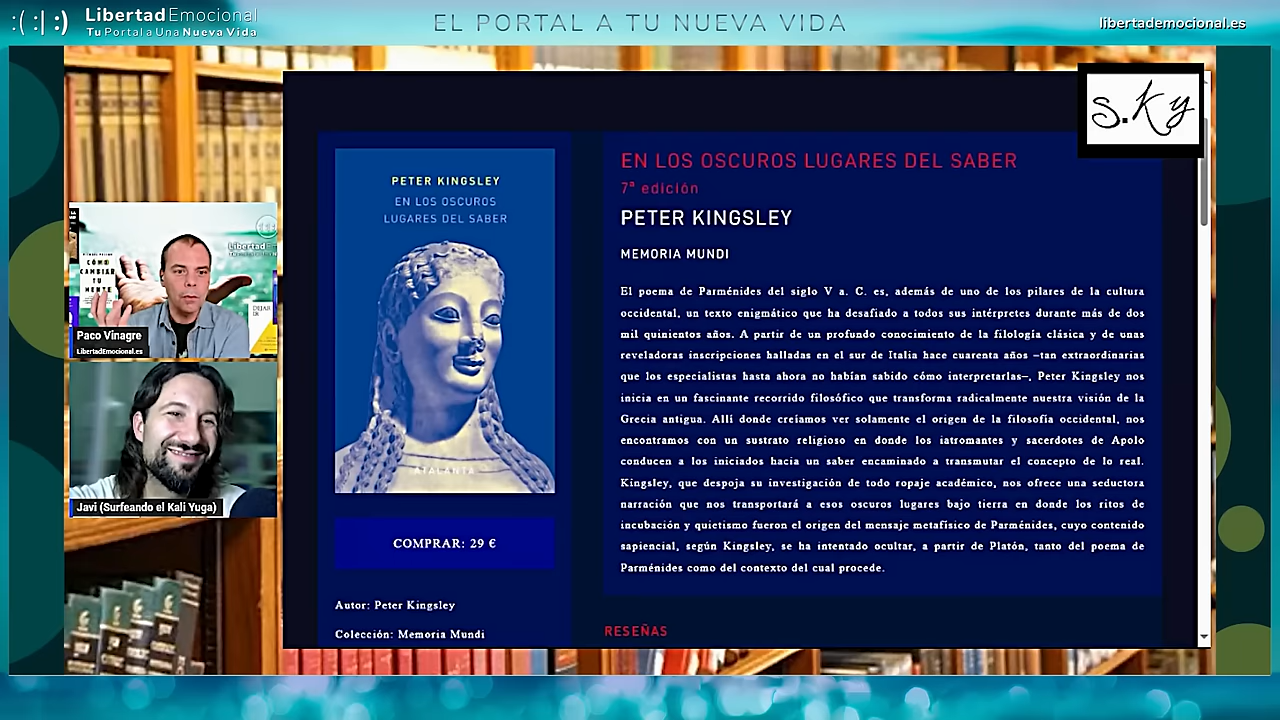 :( :| :)
LibertadEmocional
Tu Portal a Una Nueva Vida
EL PORTAL A TU NUEVA VIDA
libertademocional.es
S.Ky
PETER KINGSLEY
EN LOS OSCUROS
LUGARES DEL SABER
ATALANTA
COMPRAR: 29 €
Autor: Peter Kingsley
Colección: Memoria Mundi
EN LOS OSCUROS LUGARES DEL SABER
7ª edición
PETER KINGSLEY
MEMORIA MUNDI
El poema de Parménides del siglo V a. C. es, además de uno de los pilares de la cultura
occidental, un texto enigmático que ha desafiado a todos sus intérpretes durante más de dos
mil quinientos años. A partir de un profundo conocimiento de la filología clásica y de unas
reveladoras inscripciones halladas en el sur de Italia hace cuarenta años –tan extraordinarias
que los especialistas hasta ahora no habían sabido cómo interpretarlas–, Peter Kingsley nos
inicia en un fascinante recorrido filosófico que transforma radicalmente nuestra visión de la
Grecia antigua. Allí donde creíamos ver solamente el origen de la filosofía occidental, nos
encontramos con un sustrato religioso en donde los iatromantes y sacerdotes de Apolo
conducen a los iniciados hacia un saber encaminado a transmutar el concepto de lo real.
Kingsley, que despoja su investigación de todo ropaje académico, nos ofrece una seductora
narración que nos transportará a esos oscuros lugares bajo tierra en donde los ritos de
incubación y quietismo fueron el origen del mensaje metafísico de Parménides, cuyo contenido
sapiencial, según Kingsley, se ha intentado ocultar, a partir de Platón, tanto del poema de
Parménides como del contexto del cual procede.
RESEÑAS
CÓMO
CAMBIAR
TU
MENTE
Paco Vinagre
LibertadEmocional.es
Javi (Surfeando el Kali Yuga)